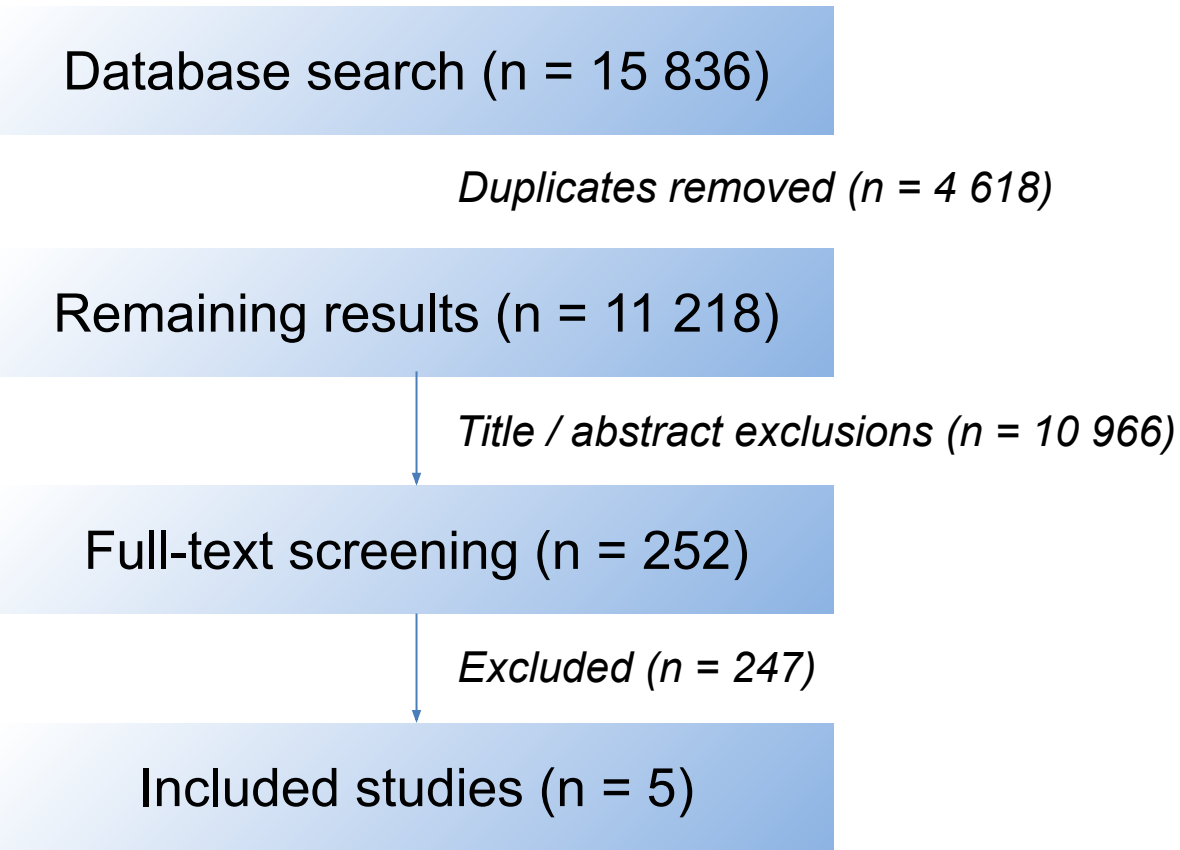 Database search (n = 15 836)
Duplicates removed (n = 4 618)
Remaining results (n = 11 218)
Title / abstract exclusions (n = 10 966)
Full-text screening (n = 252)
Excluded (n = 247)
Included studies (n = 5)